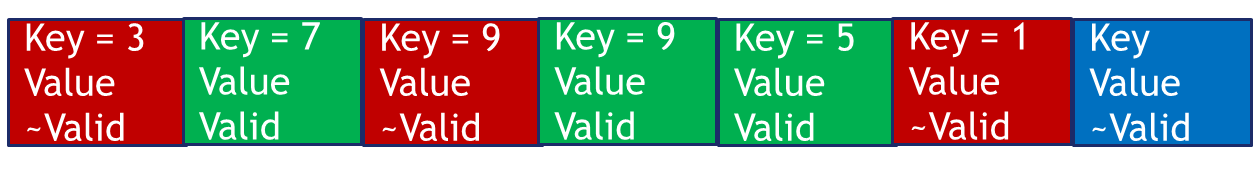 Key = 3
Value
~Valid
Key = 7
Value
Valid
Key = 9
Value
~Valid
Key = 9
Value
Valid
Key = 5
Value
Valid
Key = 1
Value
~Valid
Key
Value
~Valid